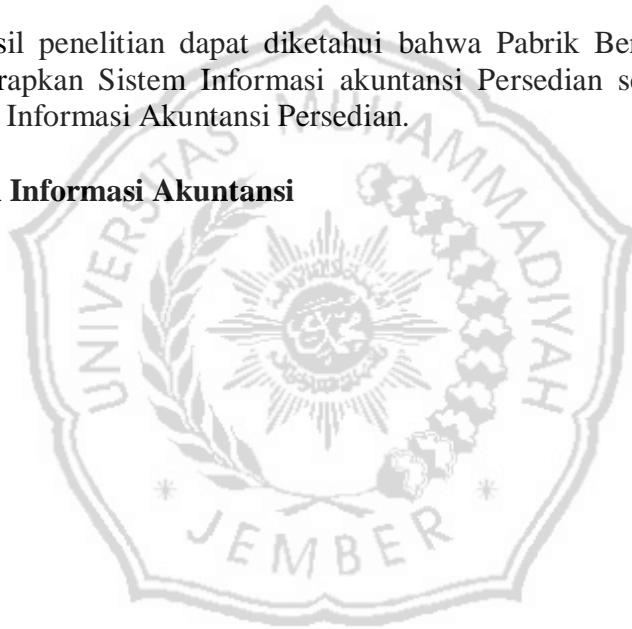 sil penelitian dapat diketahui bahwa Pabrik Ber
rapkan Sistem Informasi akuntansi Persedian s
Informasi Akuntansi Persedian.
Informasi Akuntansi
UNIVERSITAS MUHAMMADIYAH
JEMBER